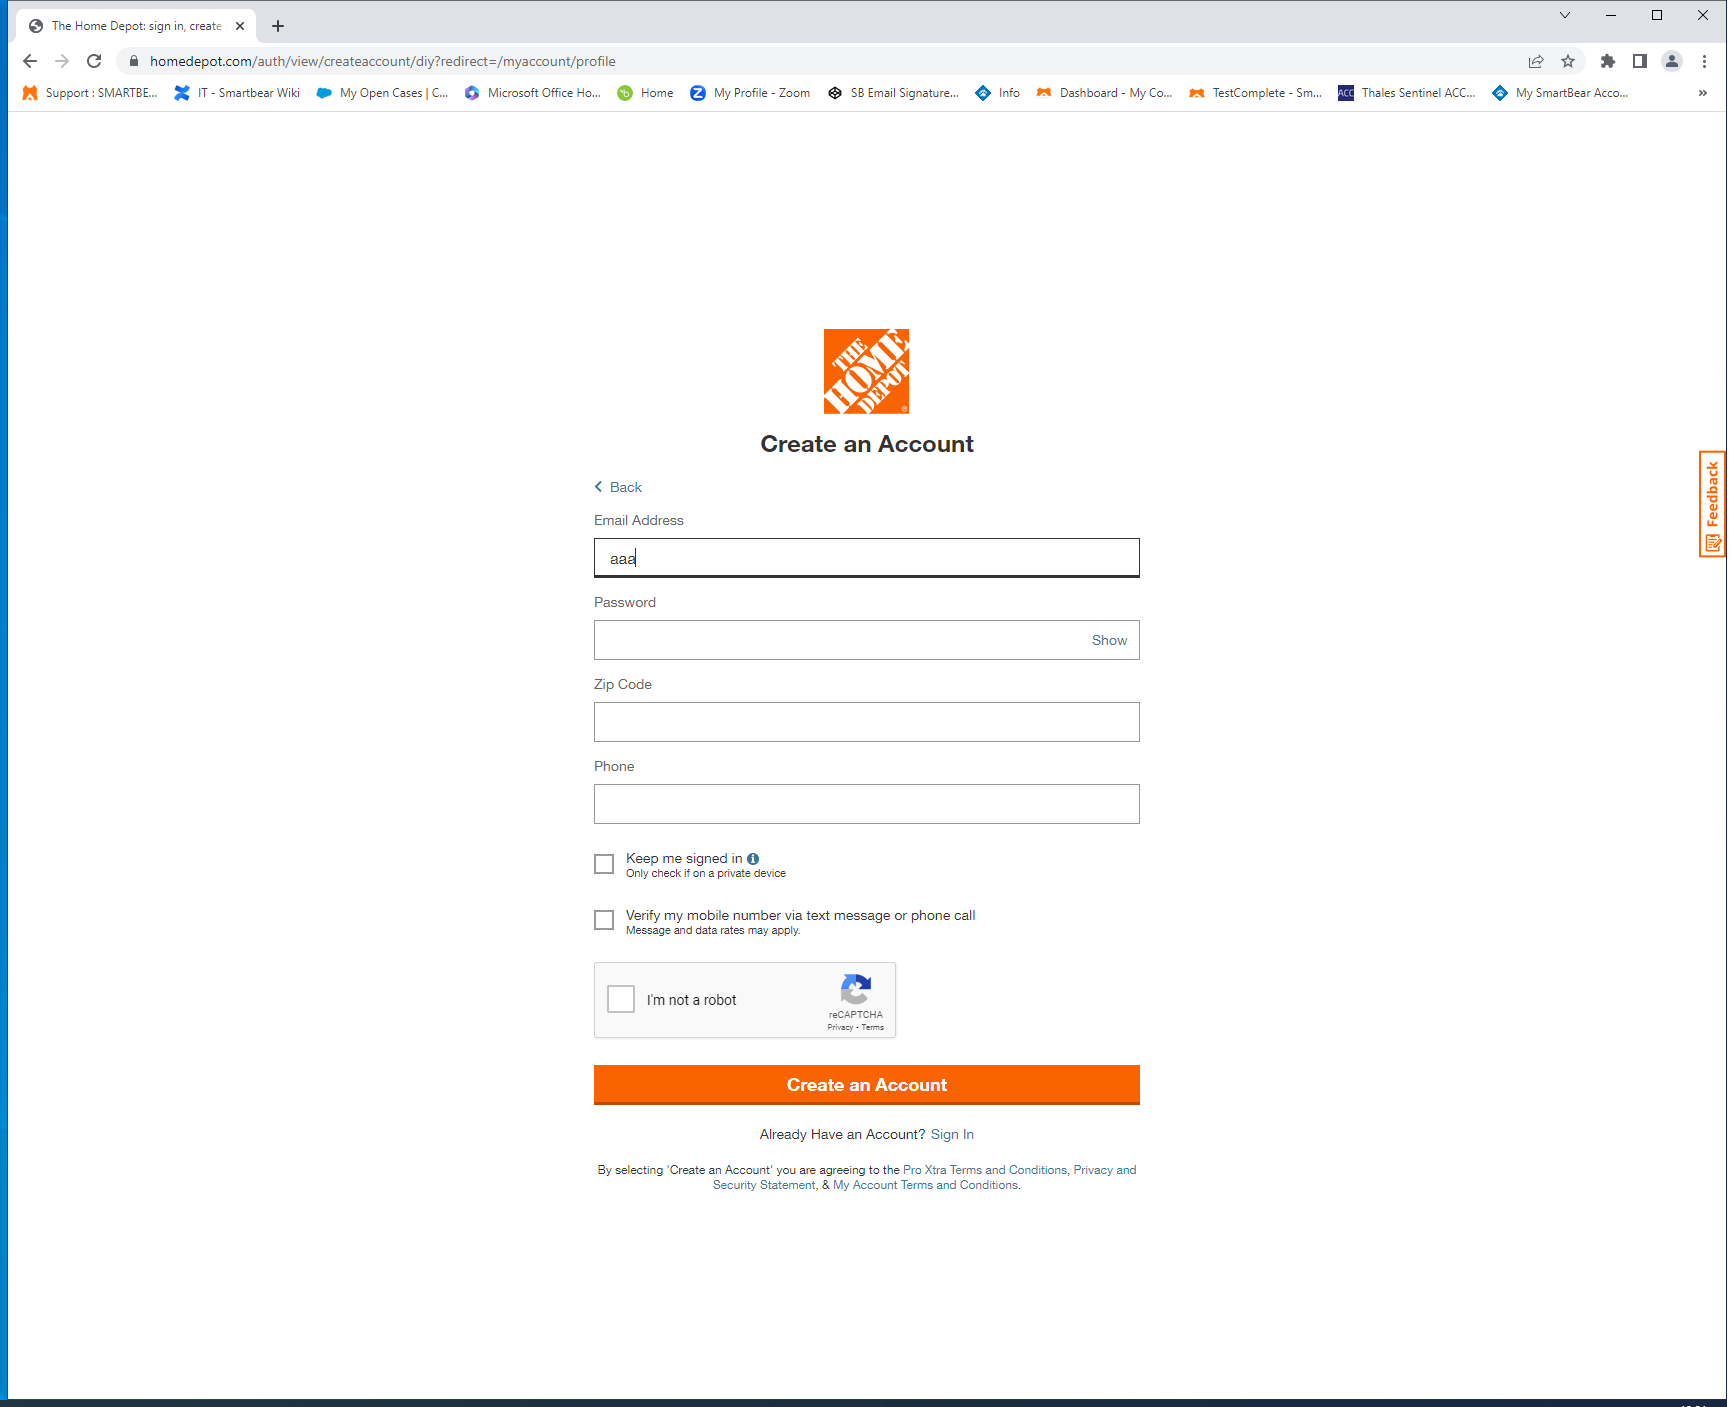 The Home Depot: sign in, create
homedepot.com/auth/view/createaccount/diy?redirect=/myaccount/profile
Support : SMARTBE... IT - Smartbear Wiki My Open Cases | C... Microsoft Office Ho... Home My Profile - Zoom SB Email Signature... Info Dashboard - My Co... TestComplete - Sm... ACC Thales Sentinel ACC... My SmartBear Acco... »
THE
HOME
DEPOT
Create an Account
Back
Email Address
aaa
Password
Show
Zip Code
Phone
Keep me signed in
Only check if on a private device
Verify my mobile number via text message or phone call
Message and data rates may apply.
I'm not a robot
reCAPTCHA
Privacy - Terms
Create an Account
Already Have an Account? Sign In
By selecting 'Create an Account' you are agreeing to the Pro Xtra Terms and Conditions, Privacy and
Security Statement, & My Account Terms and Conditions.
Feedback